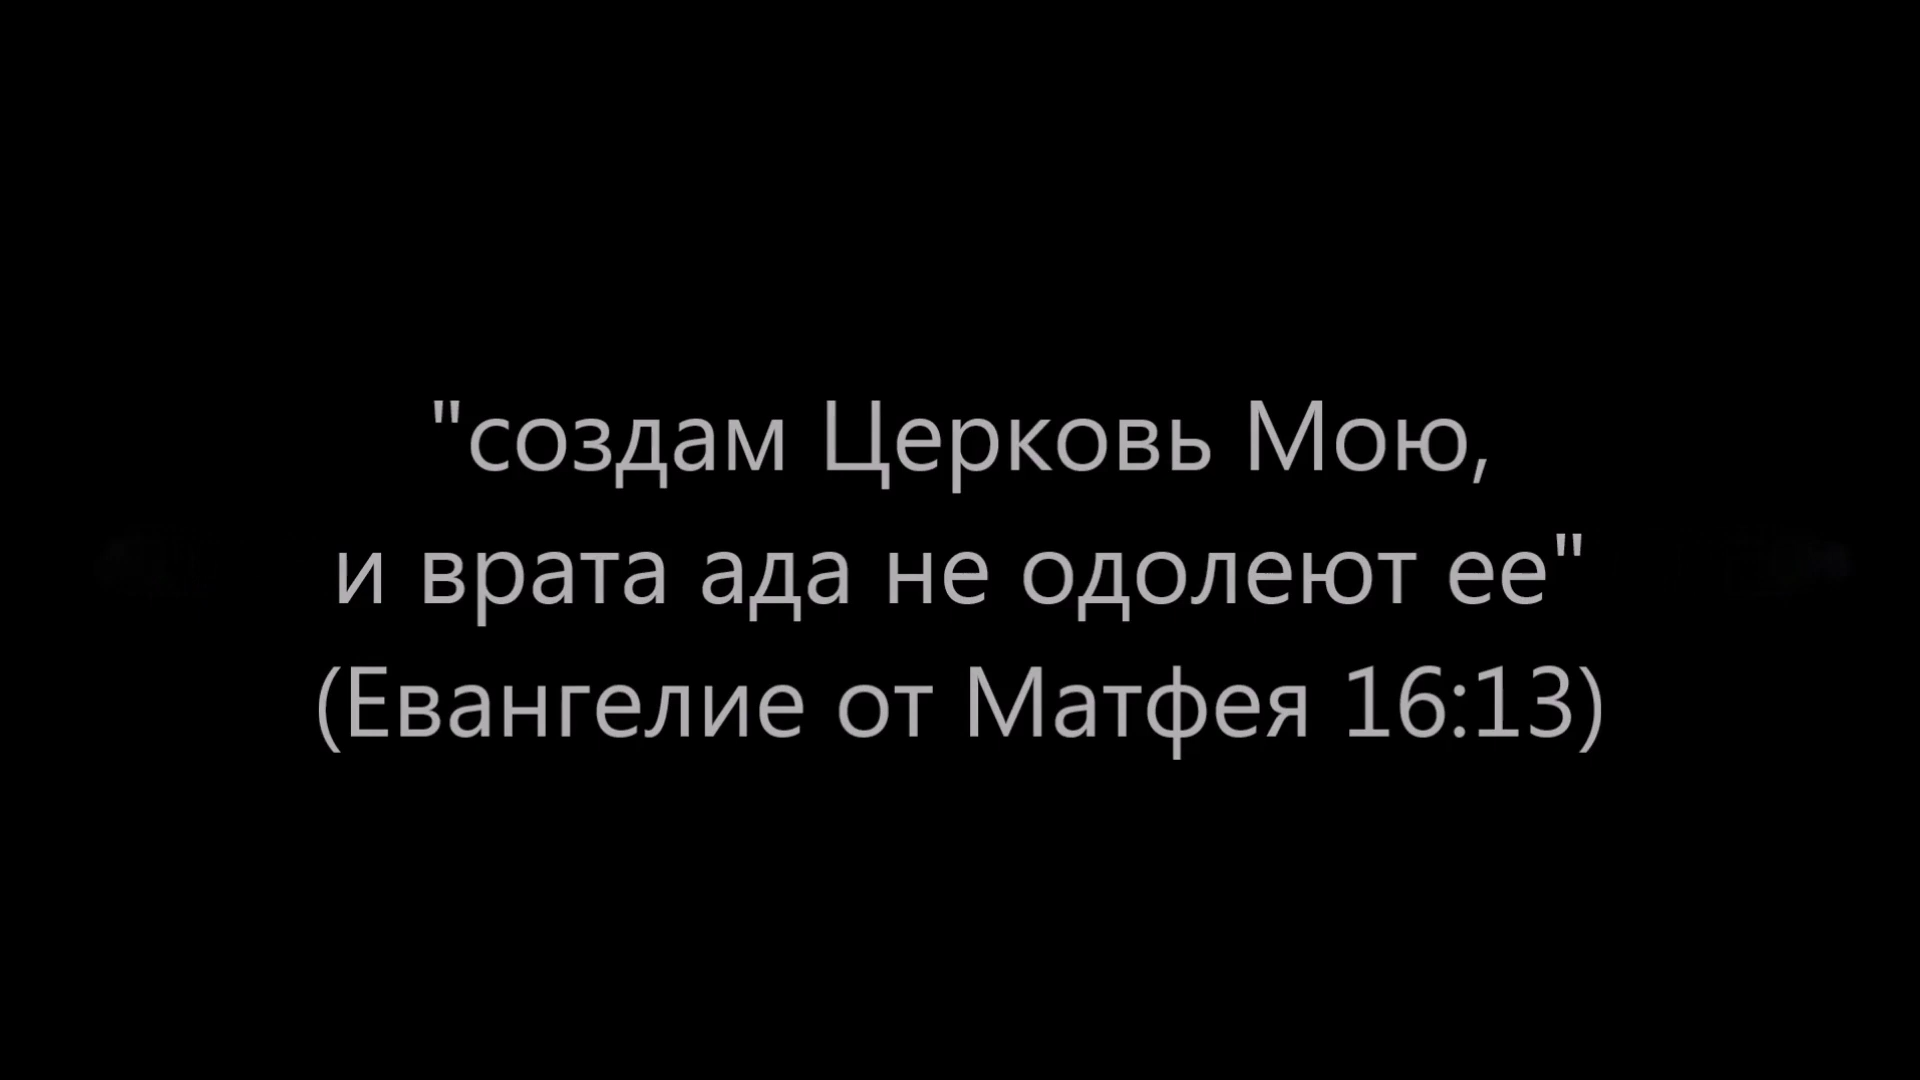 "создам Церковь Мою,
и врата ада не одолеют ее"
(Евангелие от Матфея 16:13)